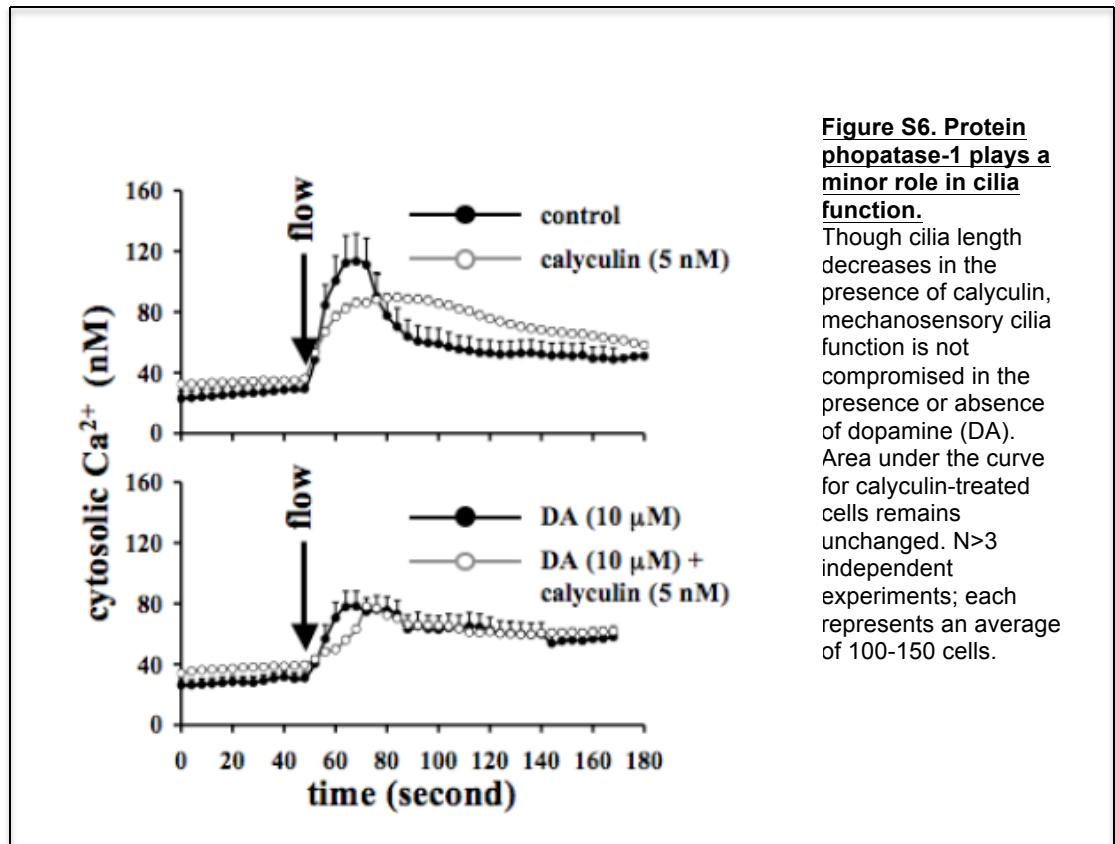 Figure S6. Protein
phopatase-1 plays a
minor role in cilia
function.
Though cilia length
decreases in the
presence of calyculin,
mechanosensory cilia
function is not
compromised in the
presence or absence
of dopamine (DA).
Area under the curve
for calyculin-treated
cells remains
unchanged. N>3
independent
experiments; each
represents an average
of 100-150 cells.
cytosolic Ca²⁺ (nM)
160
120
80
40
0
flow
control
calyculin (5 nM)
160
120
80
40
0
flow
DA (10 μM)
DA (10 μM) +
calyculin (5 nM)
0 20 40 60 80 100 120 140 160 180
time (second)